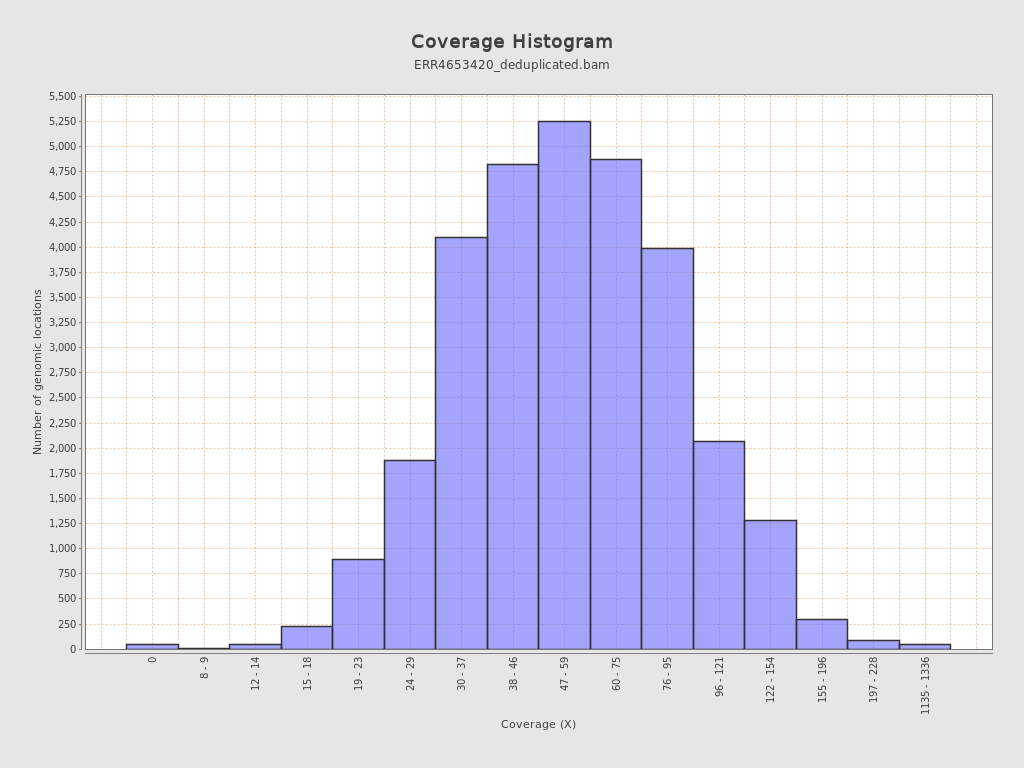 Coverage Histogram
ERR4653420_deduplicated.bam
5,500
5,250
5,000
4,750
4,500
4,250
4,000
3,750
3,500
3,250
3,000
2,750
2,500
2,250
2,000
1,750
1,500
1,250
1,000
750
500
250
0
Number of genomic locations
0
8 - 9
12 - 14
15 - 18
19 - 23
24 - 29
30 - 37
38 - 46
47 - 59
60 - 75
76 - 95
96 - 121
122 - 154
155 - 196
197 - 228
1135 - 1336
Coverage (X)